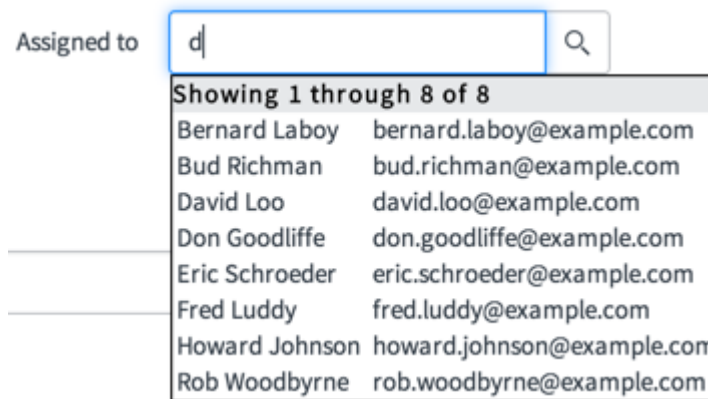 Assigned to d
Showing 1 through 8 of 8
Bernard Laboy bernard.laboy@example.com
Bud Richman bud.richman@example.com
David Loo david.loo@example.com
Don Goodliffe don.goodliffe@example.com
Eric Schroeder eric.schroeder@example.com
Fred Luddy fred.luddy@example.com
Howard Johnson howard.johnson@example.com
Rob Woodbyrne rob.woodbyrne@example.com